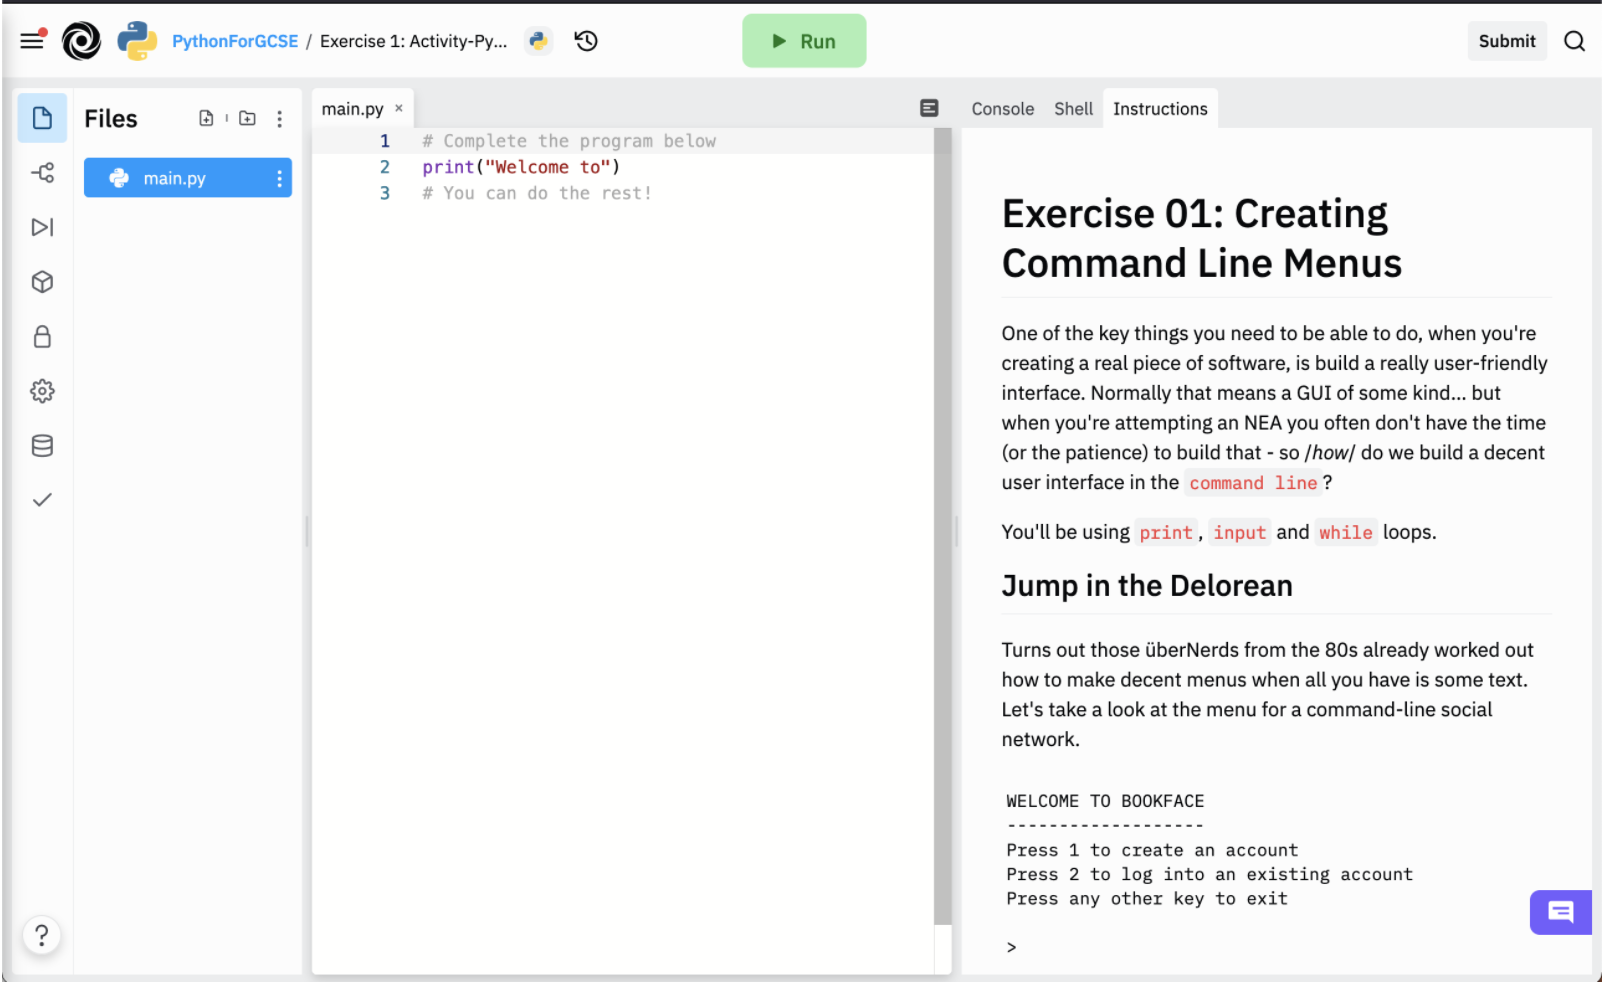 PythonForGCSE / Exercise 1: Activity-Py...
Run
Submit
Files
main.py
main.py ×
1 # Complete the program below
2 print("Welcome to")
3 # You can do the rest!
Console Shell Instructions
Exercise 01: Creating
Command Line Menus
One of the key things you need to be able to do, when you're
creating a real piece of software, is build a really user-friendly
interface. Normally that means a GUI of some kind... but
when you're attempting an NEA you often don't have the time
(or the patience) to build that - so /how/ do we build a decent
user interface in the command line?
You'll be using print, input and while loops.
Jump in the Delorean
Turns out those überNerds from the 80s already worked out
how to make decent menus when all you have is some text.
Let's take a look at the menu for a command-line social
network.
WELCOME TO BOOKFACE
-------------------
Press 1 to create an account
Press 2 to log into an existing account
Press any other key to exit
>
?